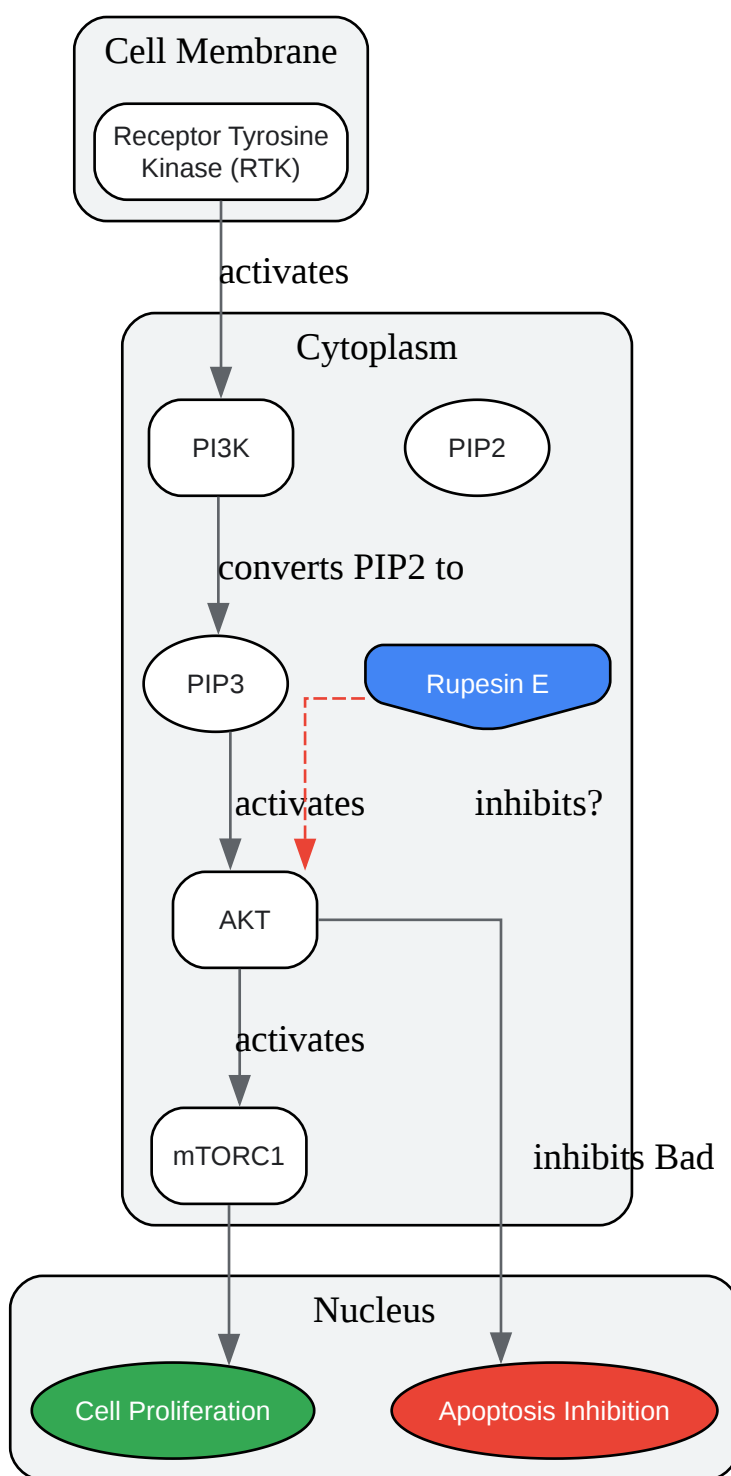 Cell Membrane
Receptor Tyrosine
Kinase (RTK)
activates
Cytoplasm
PI3K
PIP2
converts PIP2 to
PIP3
Rupesin E
activates
inhibits?
AKT
activates
mTORC1
inhibits Bad
Nucleus
Cell Proliferation
Apoptosis Inhibition